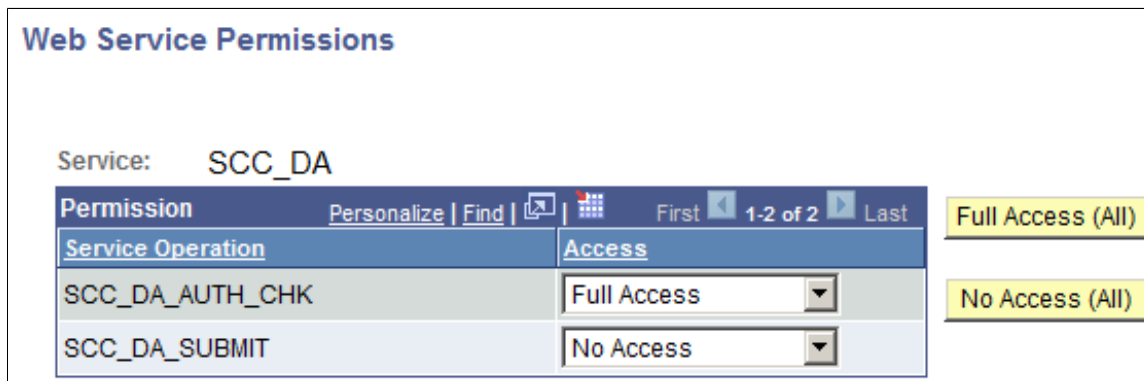 Web Service Permissions
Service: SCC_DA
Permission Personalize | Find | | First 1-2 of 2 Last
Full Access (All)
Service Operation Access
SCC_DA_AUTH_CHK Full Access
No Access (All)
SCC_DA_SUBMIT No Access